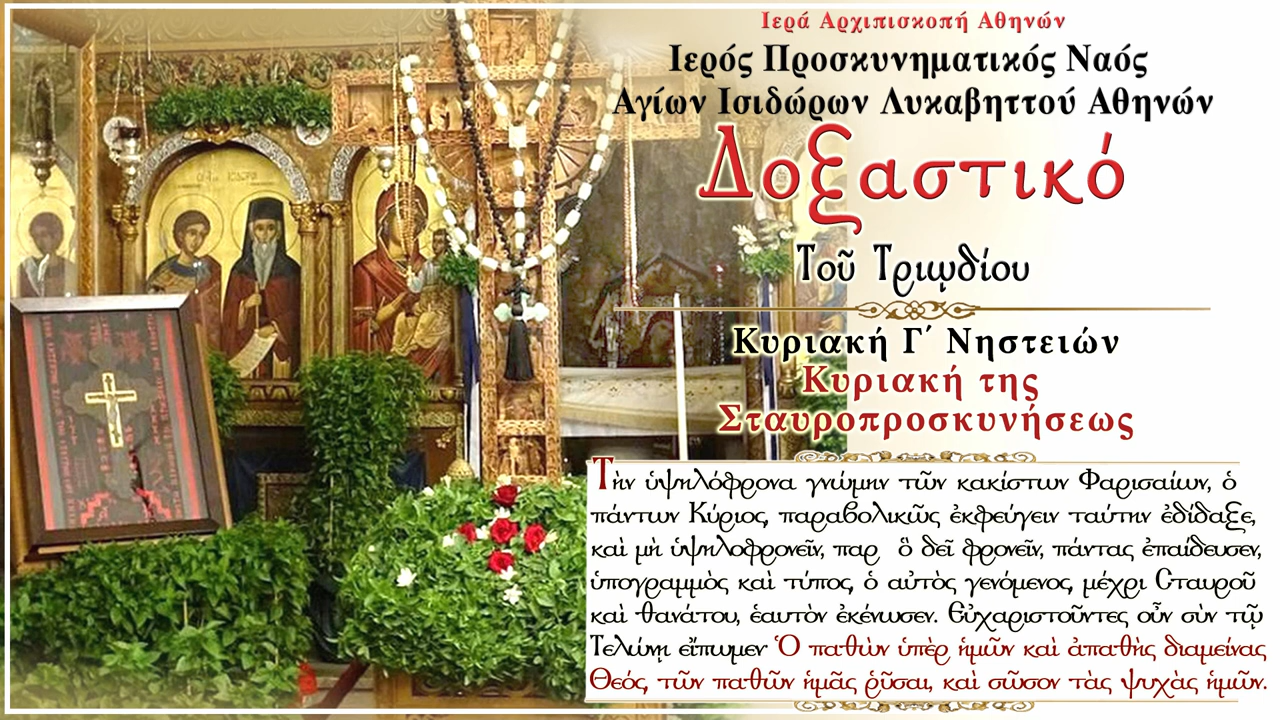 Ιερά Αρχιπισκοπή Αθηνών
Ιερός Προσκυνηματικός Ναός
Αγίων Ισιδώρων Λυκαβηττού Αθηνών
Δοξαστικό
Τοῦ Τριῳδίου
Κυριακή Γ΄ Νηστειών
Κυριακή της
Σταυροπροσκυνήσεως
Τὴν ὑψηλόφρονα γνώμην τῶν κακίστων Φαρισαίων, ὁ
πάντων Κύριος, παραβολικῶς ἐκφεύγειν ταύτην ἐδίδαξε,
καὶ μὴ ὑψηλοφρονεῖν, παρ ὃ δεῖ φρονεῖν, πάντας ἐπαίδευσεν,
ὑπογραμμὸς καὶ τύπος, ὁ αὐτὸς γενόμενος, μέχρι Σταυροῦ
καὶ θανάτου, ἑαυτὸν ἐκένωσεν. Εὐχαριστοῦντες οὖν σὺν τῷ
Τελώνῃ εἴπωμεν· Ὁ παθὼν ὑπὲρ ἡμῶν καὶ ἀπαθὴς διαμείνας
Θεός, τῶν παθῶν ἡμᾶς ῥῦσαι, καὶ σῶσον τὰς ψυχὰς ἡμῶν.